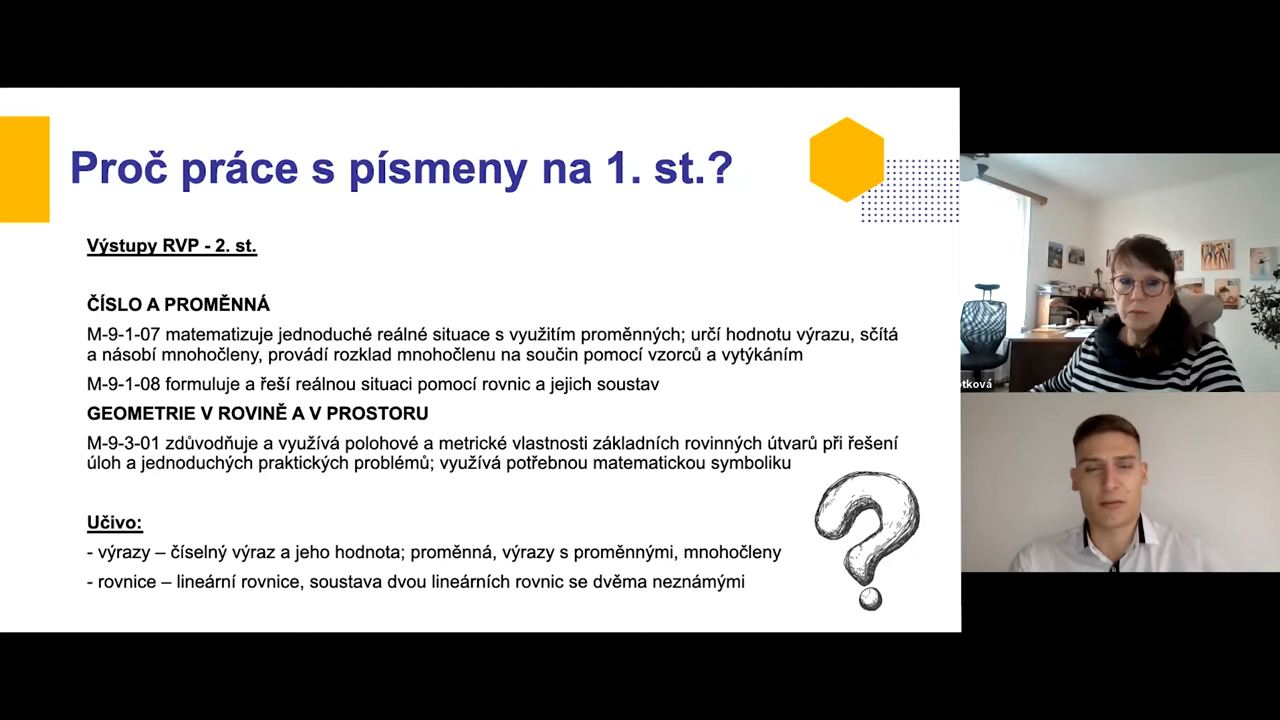 Proč práce s písmeny na 1. st.?
Výstupy RVP - 2. st.
ČÍSLO A PROMĚNNÁ
M-9-1-07 matematizuje jednoduché reálné situace s využitím proměnných; určí hodnotu výrazu, sčítá
a násobí mnohočleny, provádí rozklad mnohočlenu na součin pomocí vzorců a vytýkáním
M-9-1-08 formuluje a řeší reálnou situaci pomocí rovnic a jejich soustav
GEOMETRIE V ROVINĚ A V PROSTORU
M-9-3-01 zdůvodňuje a využívá polohové a metrické vlastnosti základních rovinných útvarů při řešení
úloh a jednoduchých praktických problémů; využívá potřebnou matematickou symboliku
Učivo:
- výrazy – číselný výraz a jeho hodnota; proměnná, výrazy s proměnnými, mnohočleny
- rovnice – lineární rovnice, soustava dvou lineárních rovnic se dvěma neznámými